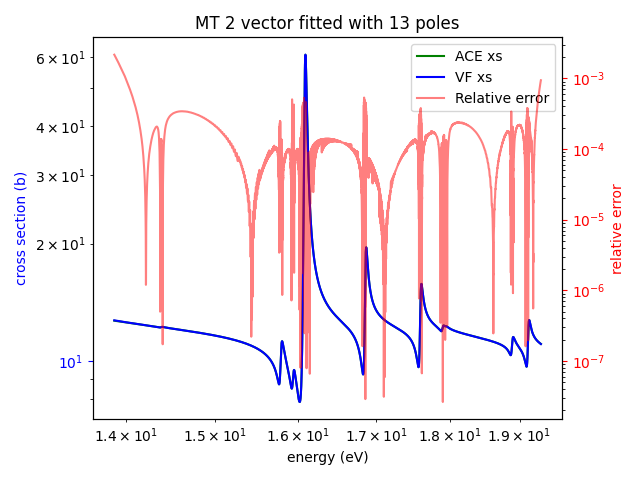 MT 2 vector fitted with 13 poles
ACE xs
VF xs
Relative error
cross section (b)
6 × 10¹
4 × 10¹
3 × 10¹
2 × 10¹
10¹
10⁻³
10⁻⁴
10⁻⁵
10⁻⁶
10⁻⁷
relative error
1.4 × 10¹ 1.5 × 10¹ 1.6 × 10¹ 1.7 × 10¹ 1.8 × 10¹ 1.9 × 10¹
energy (eV)